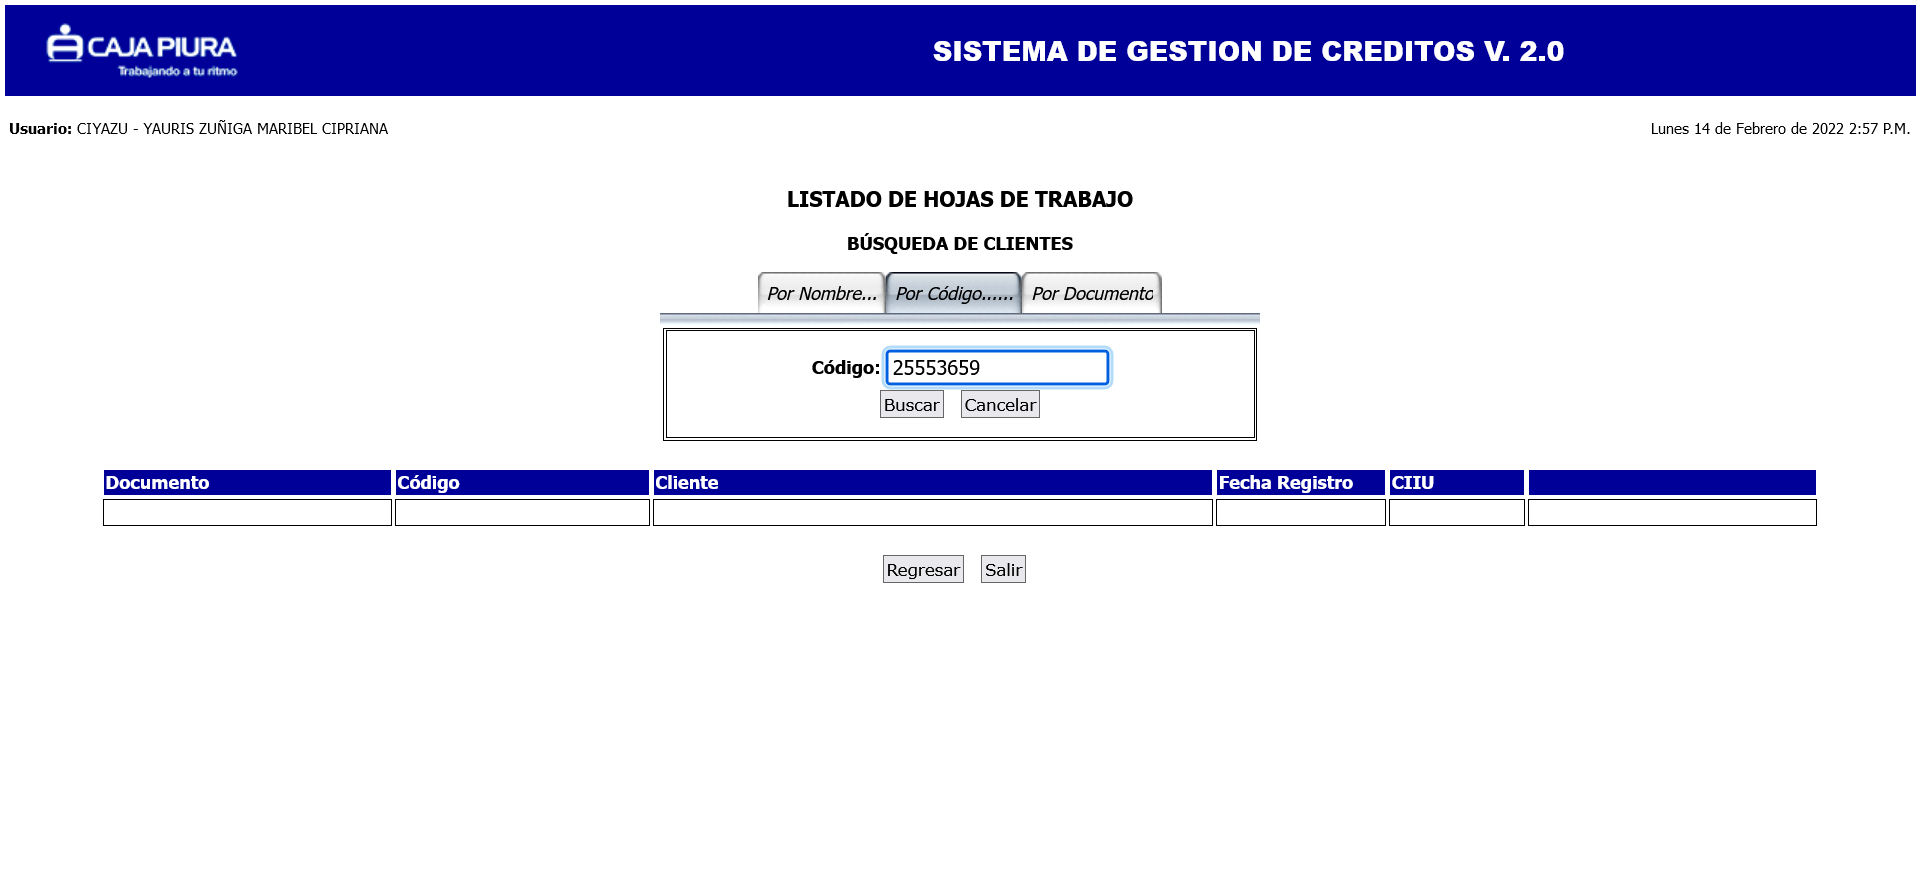 CAJA PIURA
Trabajando a tu ritmo
SISTEMA DE GESTION DE CREDITOS V. 2.0
Usuario: CIYAZU - YAURIS ZUÑIGA MARIBEL CIPRIANA
Lunes 14 de Febrero de 2022 2:57 P.M.
LISTADO DE HOJAS DE TRABAJO
BÚSQUEDA DE CLIENTES
Por Nombre... Por Código...... Por Documento
Código: 25553659
Buscar Cancelar
Documento Código Cliente Fecha Registro CIIU
Regresar Salir